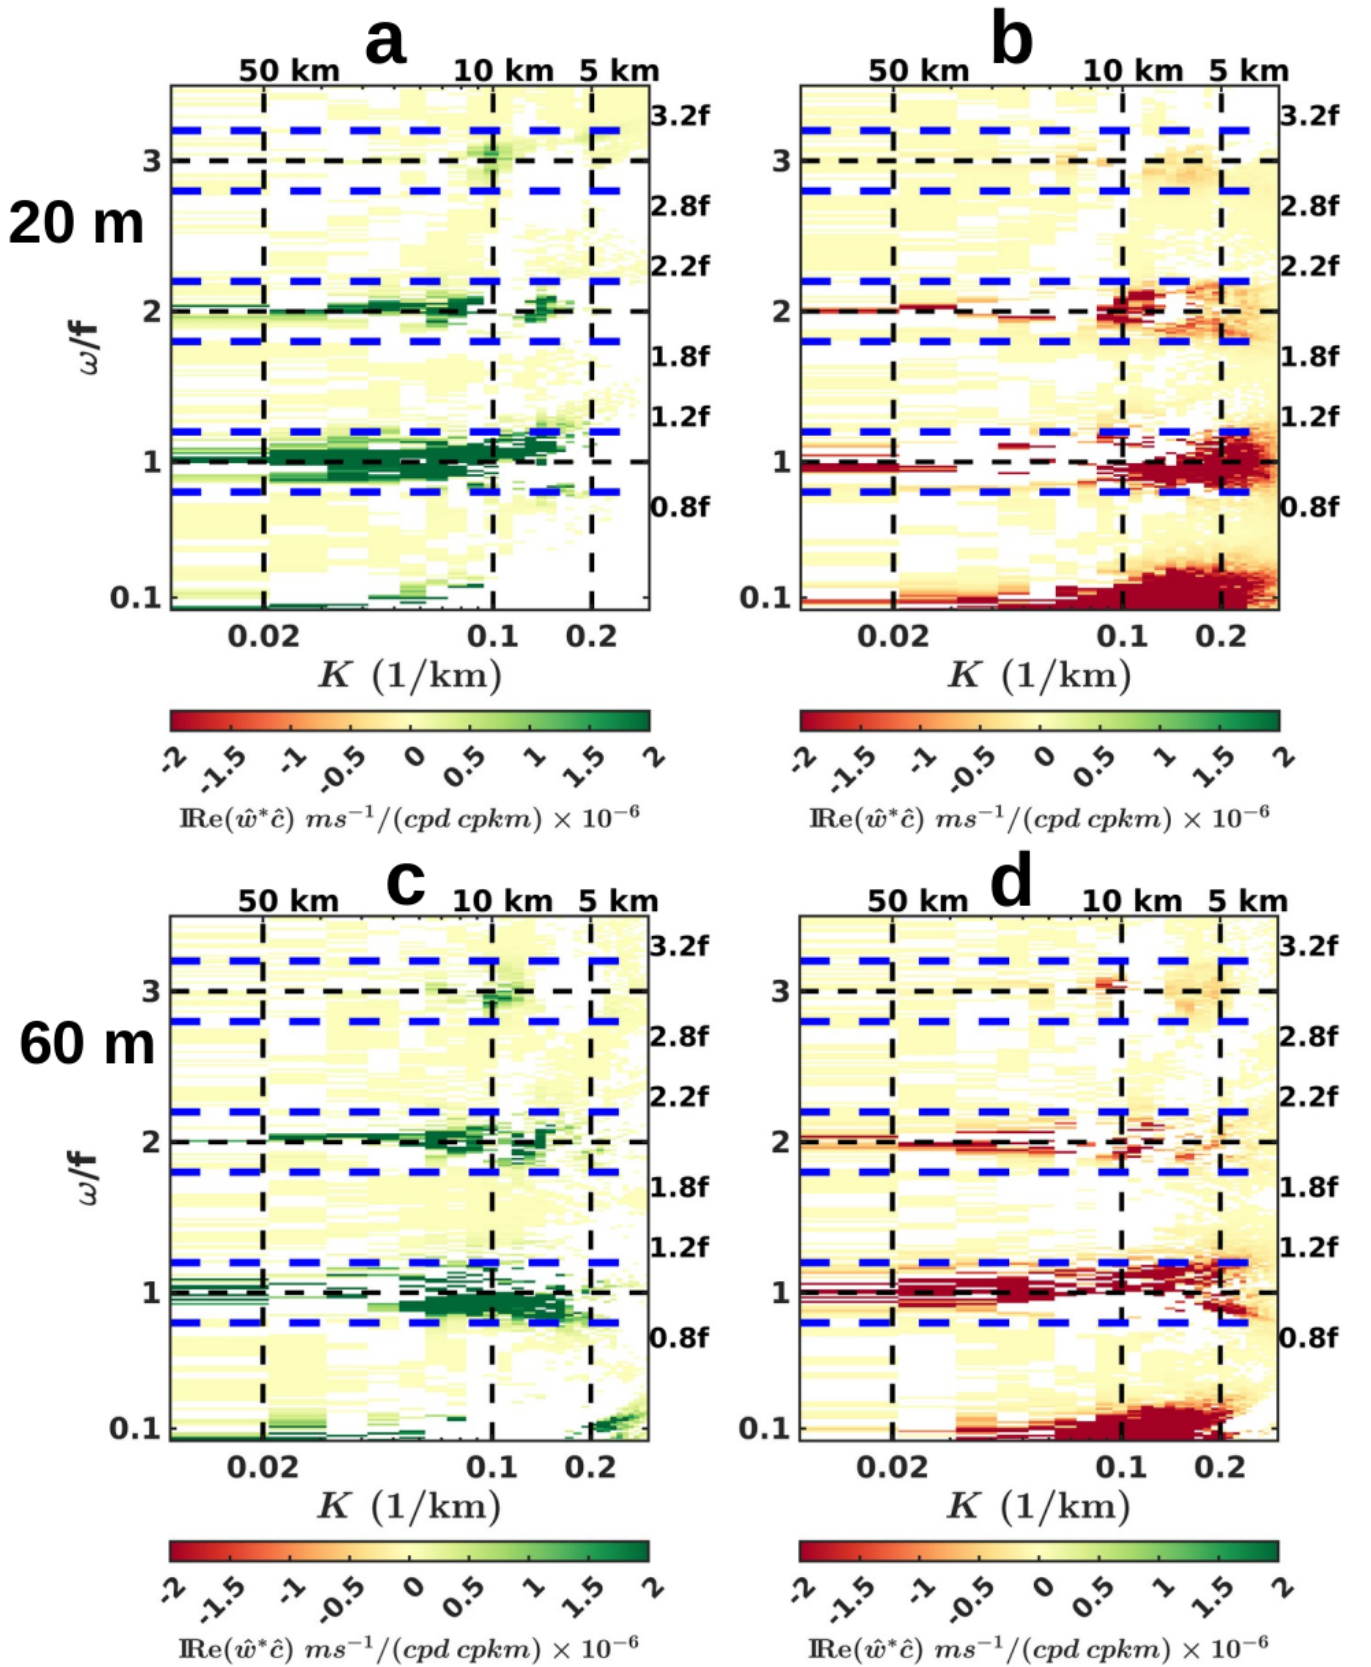 a
b
50 km 10 km 5 km
50 km 10 km 5 km
20 m
3.2f
3
2.8f
2.2f
2
1.8f
1.2f
1
0.8f
0.1
ω/f
0.02 0.1 0.2
K (1/km)
-2 -1.5 -1 -0.5 0 0.5 1 1.5 2
IRe(ŵ*ĉ) ms⁻¹/(cpd cpkm) × 10⁻⁶
3.2f
3
2.8f
2.2f
2
1.8f
1.2f
1
0.8f
0.1
0.02 0.1 0.2
K (1/km)
-2 -1.5 -1 -0.5 0 0.5 1 1.5 2
IRe(ŵ*ĉ) ms⁻¹/(cpd cpkm) × 10⁻⁶
c
d
50 km 10 km 5 km
50 km 10 km 5 km
60 m
3.2f
3
2.8f
2.2f
2
1.8f
1.2f
1
0.8f
0.1
ω/f
0.02 0.1 0.2
K (1/km)
-2 -1.5 -1 -0.5 0 0.5 1 1.5 2
IRe(ŵ*ĉ) ms⁻¹/(cpd cpkm) × 10⁻⁶
3.2f
3
2.8f
2.2f
2
1.8f
1.2f
1
0.8f
0.1
0.02 0.1 0.2
K (1/km)
-2 -1.5 -1 -0.5 0 0.5 1 1.5 2
IRe(ŵ*ĉ) ms⁻¹/(cpd cpkm) × 10⁻⁶